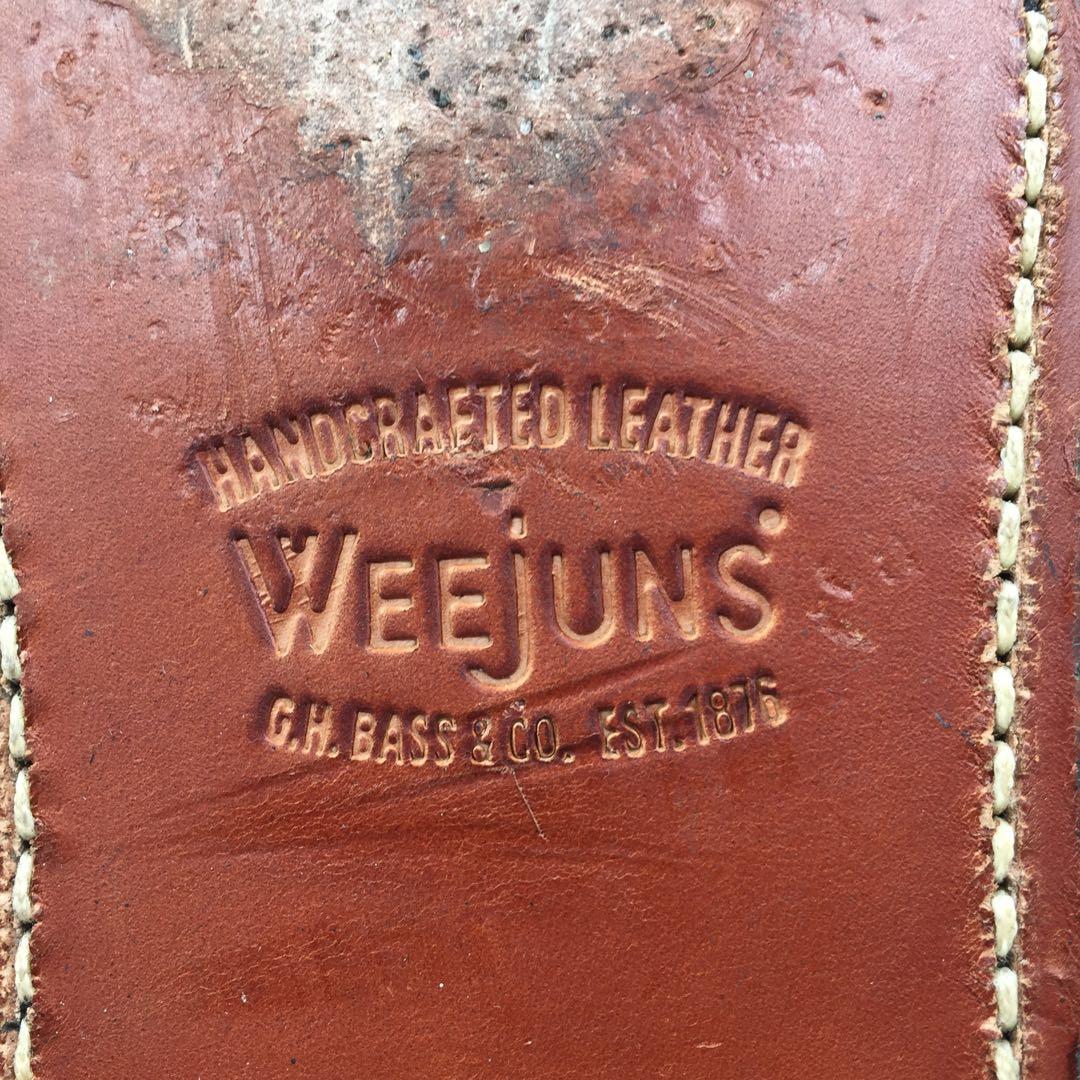 HANDCRAFTED LEATHER
WEEjUNS
G.H. BASS & CO. EST. 1876